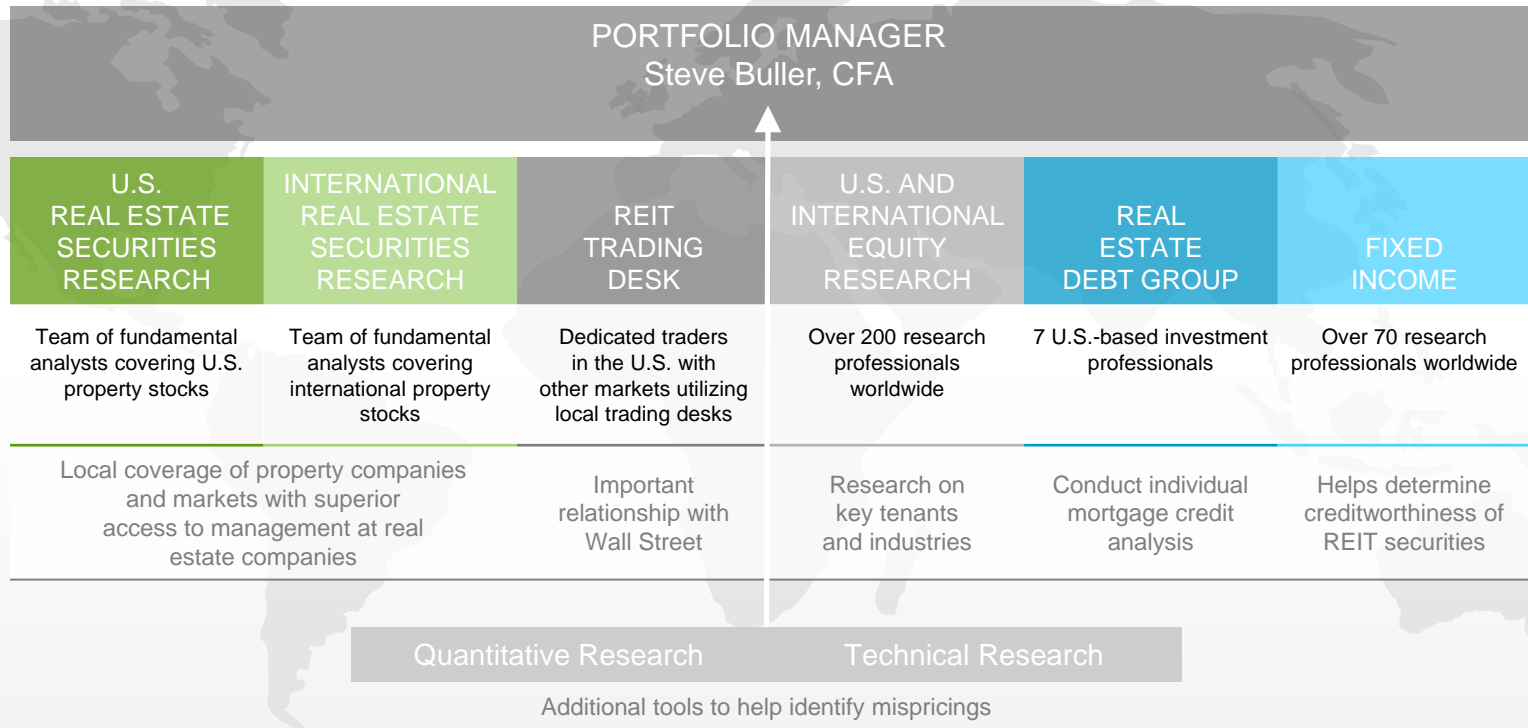 PORTFOLIO MANAGER
Steve Buller, CFA
U.S.
REAL ESTATE
SECURITIES
RESEARCH
INTERNATIONAL
REAL ESTATE
SECURITIES
RESEARCH
REIT
TRADING
DESK
U.S. AND
INTERNATIONAL
EQUITY
RESEARCH
REAL
ESTATE
DEBT GROUP
FIXED
INCOME
Team of fundamental
analysts covering U.S.
property stocks
Team of fundamental
analysts covering
international property
stocks
Dedicated traders
in the U.S. with
other markets utilizing
local trading desks
Over 200 research
professionals
worldwide
7 U.S.-based investment
professionals
Over 70 research
professionals worldwide
Local coverage of property companies
and markets with superior
access to management at real
estate companies
Important
relationship with
Wall Street
Research on
key tenants
and industries
Conduct individual
mortgage credit
analysis
Helps determine
creditworthiness of
REIT securities
Quantitative Research
Technical Research
Additional tools to help identify mispricings